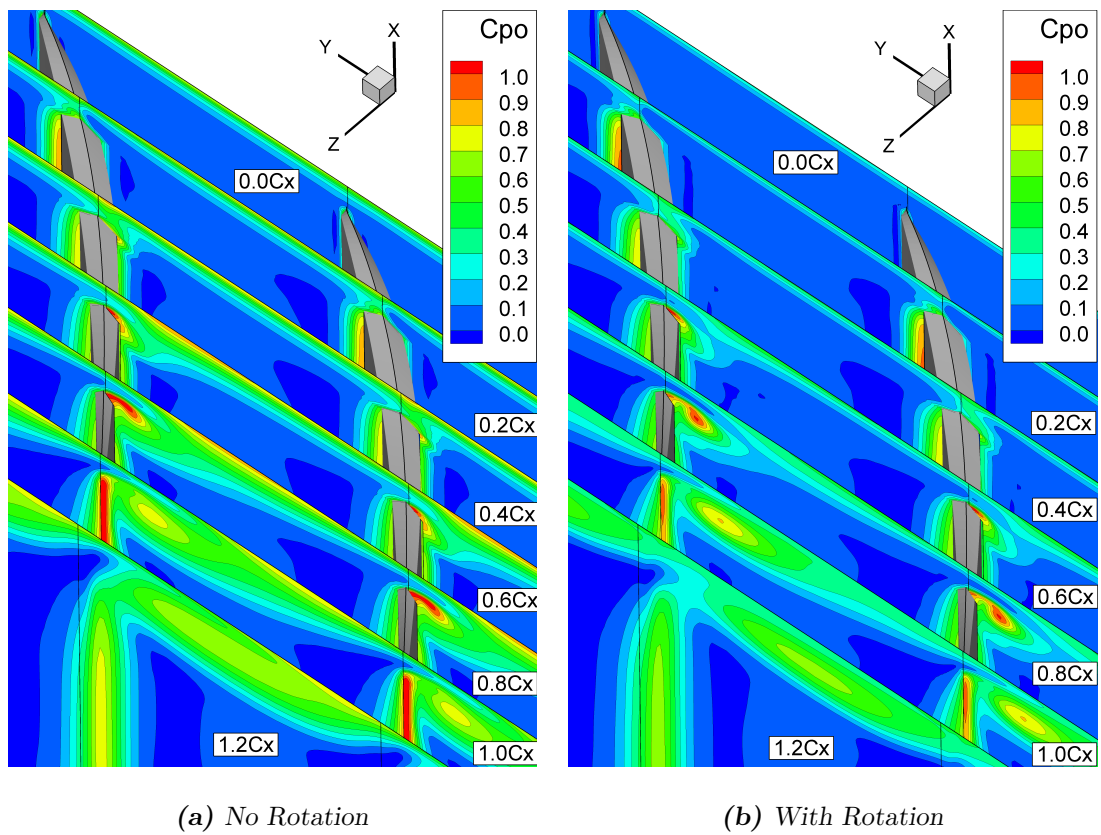 Cpo
1.0
0.9
0.8
0.7
0.6
0.5
0.4
0.3
0.2
0.1
0.0
X
Y
Z
0.0Cx
0.2Cx
0.4Cx
0.6Cx
0.8Cx
1.0Cx
1.2Cx
(a) No Rotation
Cpo
1.0
0.9
0.8
0.7
0.6
0.5
0.4
0.3
0.2
0.1
0.0
X
Y
Z
0.0Cx
0.2Cx
0.4Cx
0.6Cx
0.8Cx
1.0Cx
1.2Cx
(b) With Rotation